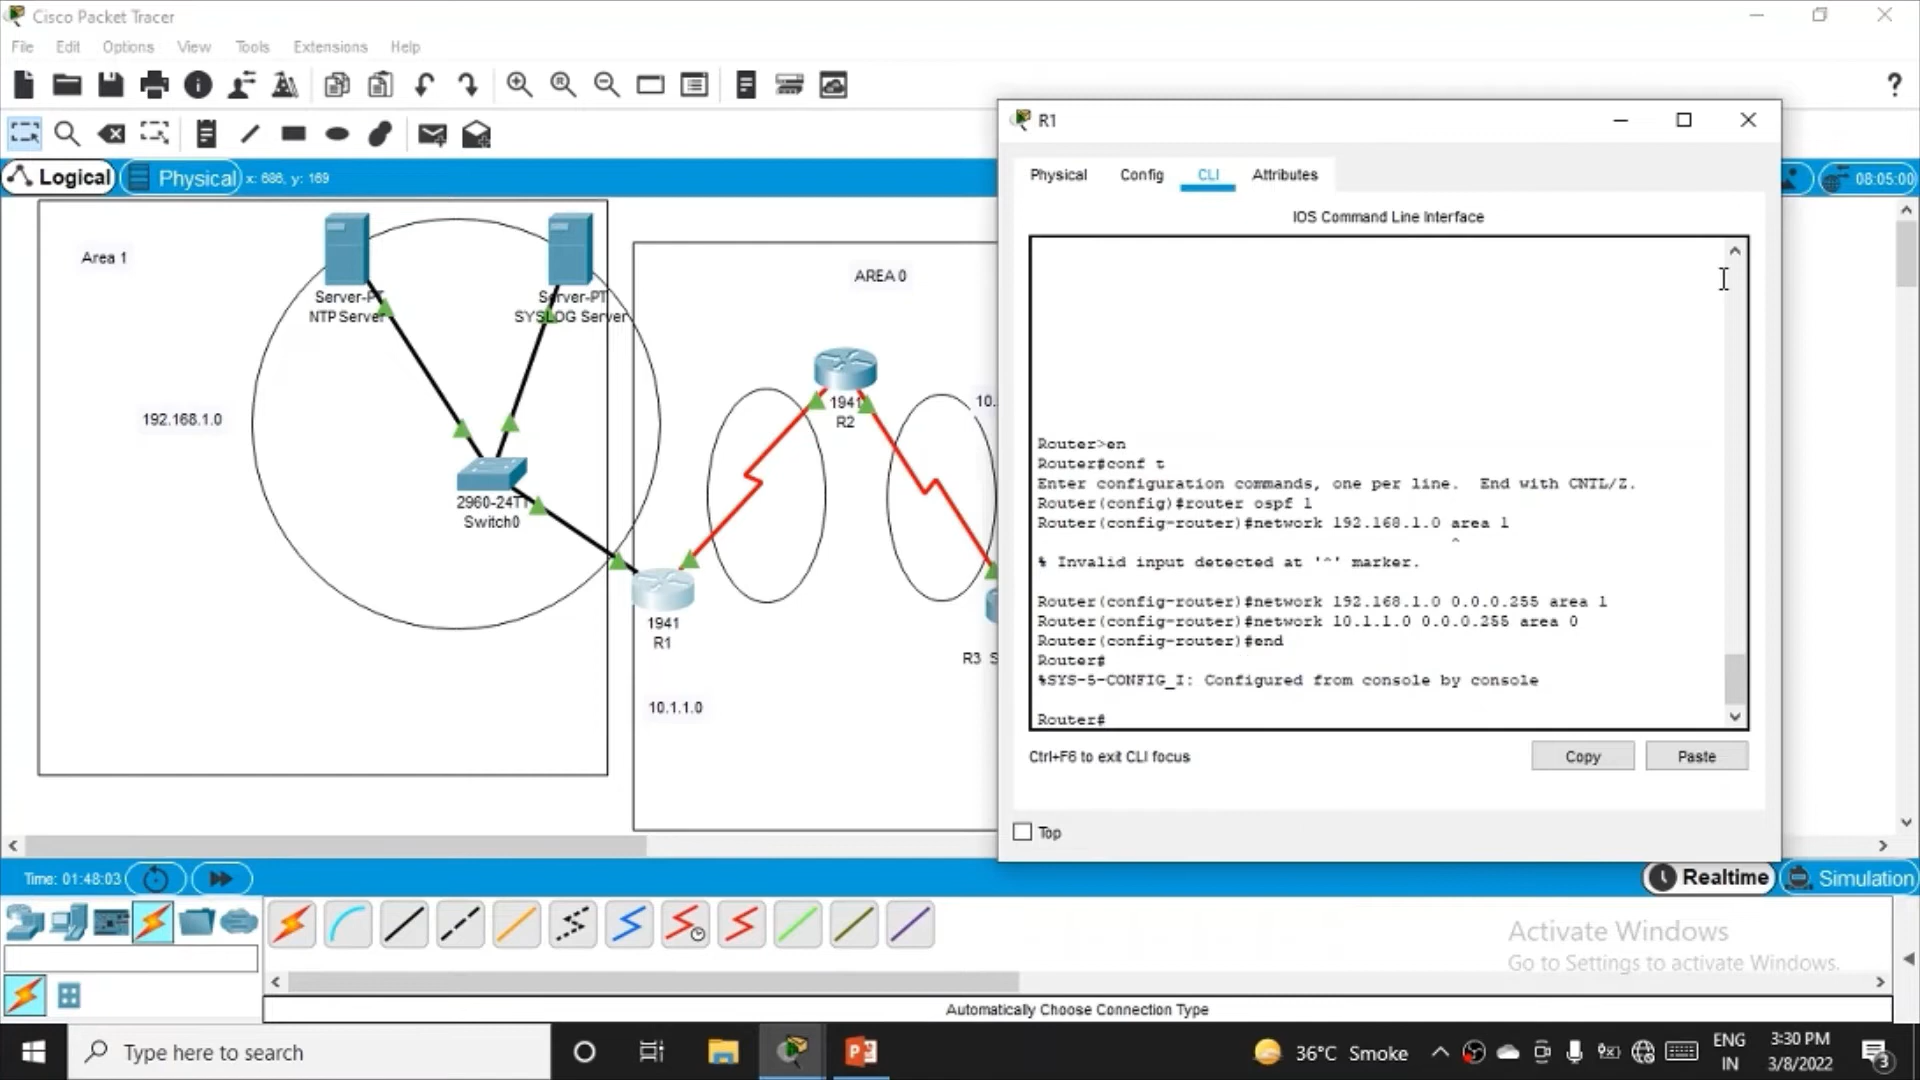 Cisco Packet Tracer
File Edit Options View Tools Extensions Help
?
Logical Physical x: 686, y: 169
08:05:00
Area 1
Server-PT
NTP Server
Server-PT
SYSLOG Server
192.168.1.0
2960-24TT
Switch0
AREA 0
10.
1941
R2
1941
R1
R3 S
10.1.1.0
R1
Physical Config CLI Attributes
IOS Command Line Interface
Router>en
Router#conf t
Enter configuration commands, one per line. End with CNTL/Z.
Router(config)#router ospf 1
Router(config-router)#network 192.168.1.0 area 1
^
% Invalid input detected at '^' marker.
Router(config-router)#network 192.168.1.0 0.0.0.255 area 1
Router(config-router)#network 10.1.1.0 0.0.0.255 area 0
Router(config-router)#end
Router#
%SYS-5-CONFIG_I: Configured from console by console
Router#
Ctrl+F6 to exit CLI focus
Copy Paste
Top
Time: 01:48:03
Realtime Simulation
Activate Windows
Go to Settings to activate Windows.
Automatically Choose Connection Type
Type here to search
36°C Smoke
ENG
IN
3:30 PM
3/8/2022
3